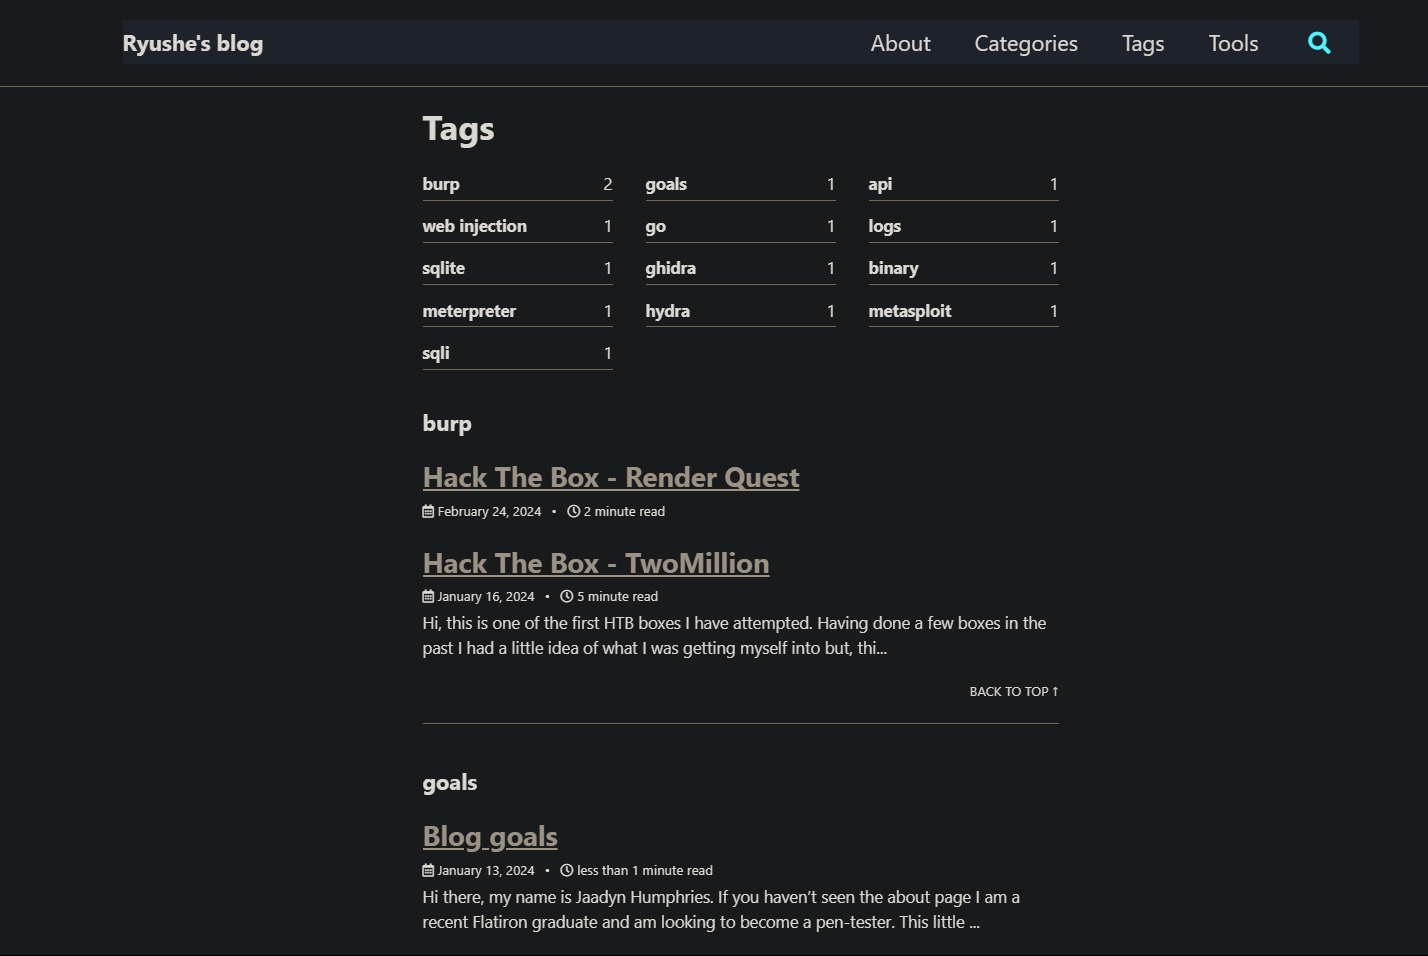 Ryushe's blog About Categories Tags Tools
Tags
burp 2 goals 1 api 1
web injection 1 go 1 logs 1
sqlite 1 ghidra 1 binary 1
meterpreter 1 hydra 1 metasploit 1
sqli 1
burp
Hack The Box - Render Quest
February 24, 2024 • 2 minute read
Hack The Box - TwoMillion
January 16, 2024 • 5 minute read
Hi, this is one of the first HTB boxes I have attempted. Having done a few boxes in the
past I had a little idea of what I was getting myself into but, thi...
BACK TO TOP ↑
goals
Blog goals
January 13, 2024 • less than 1 minute read
Hi there, my name is Jaadyn Humphries. If you haven’t seen the about page I am a
recent Flatiron graduate and am looking to become a pen-tester. This little ...